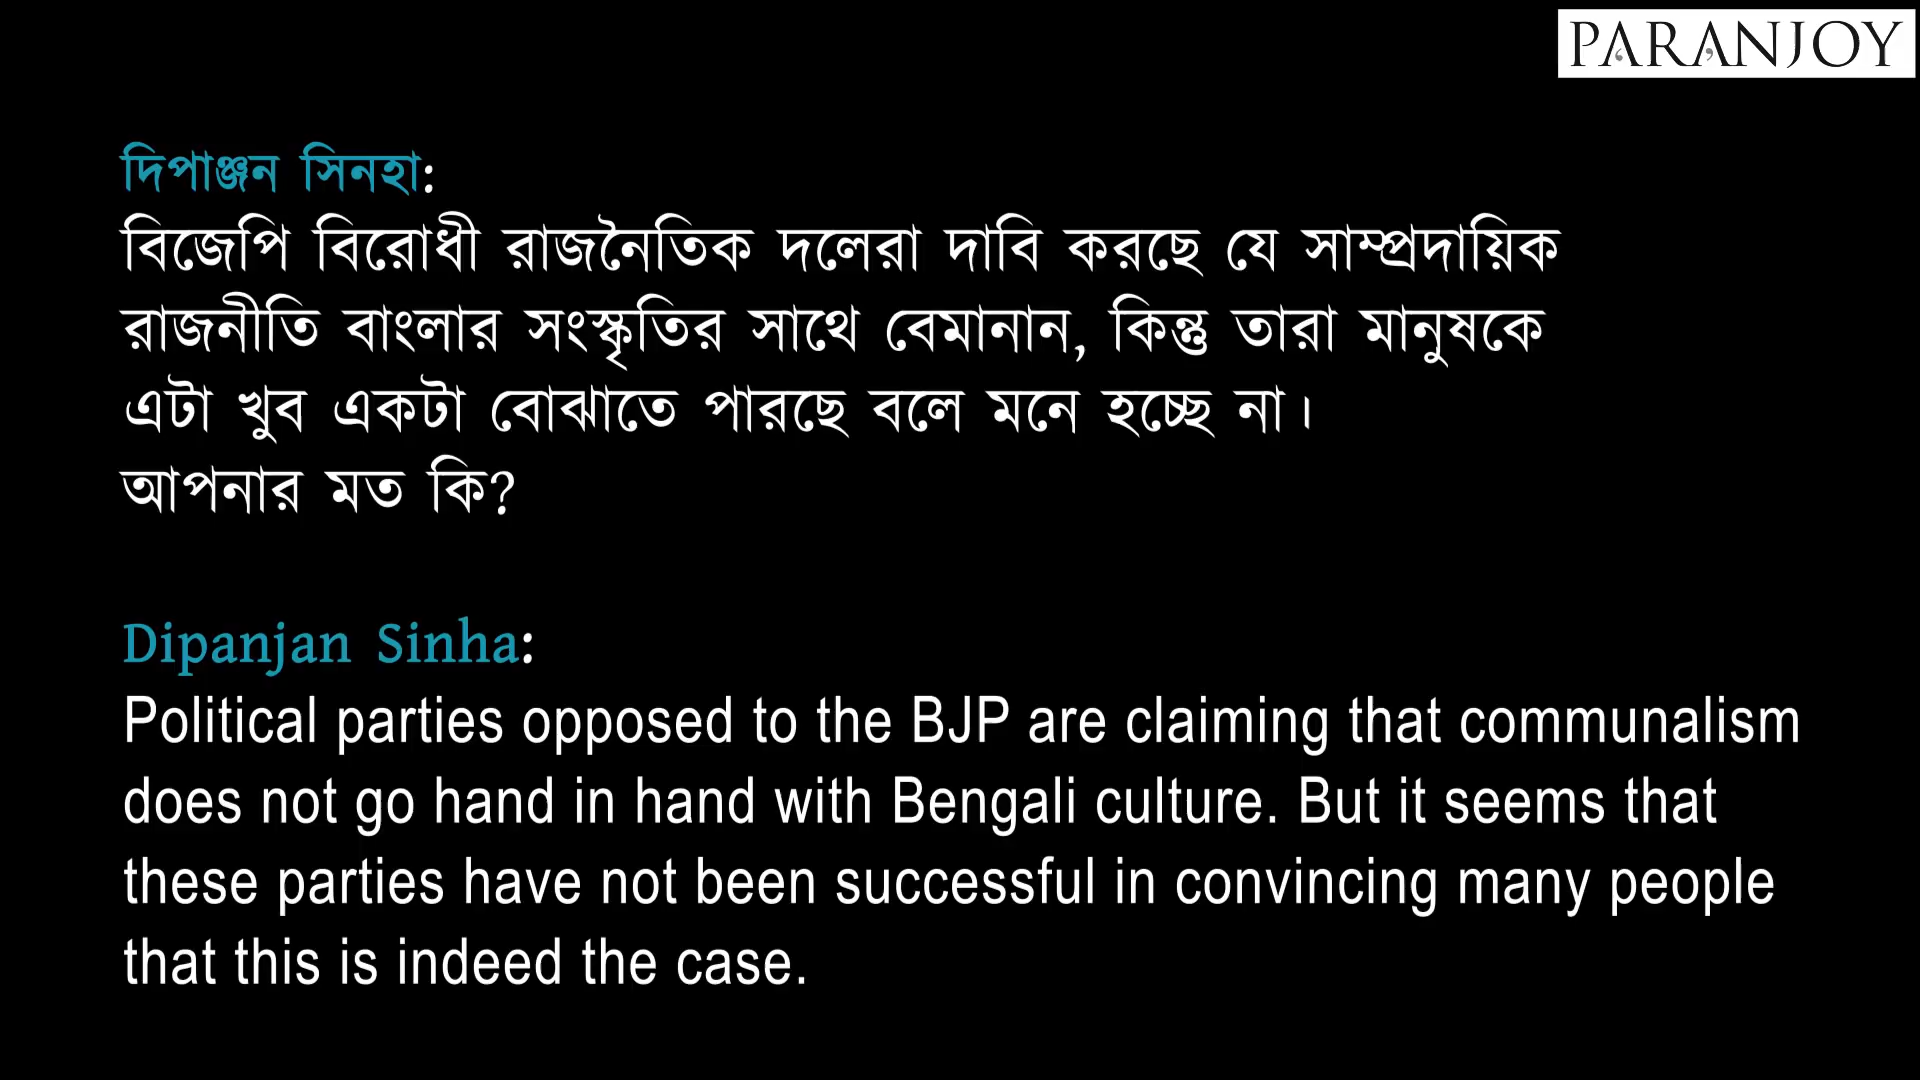 PARANJOY
দিপাঞ্জন সিনহা:
বিজেপি বিরোধী রাজনৈতিক দলেরা দাবি করছে যে সাম্প্রদায়িক
রাজনীতি বাংলার সংস্কৃতির সাথে বেমানান, কিন্তু তারা মানুষকে
এটা খুব একটা বোঝাতে পারছে বলে মনে হচ্ছে না।
আপনার মত কি?
Dipanjan Sinha:
Political parties opposed to the BJP are claiming that communalism
does not go hand in hand with Bengali culture. But it seems that
these parties have not been successful in convincing many people
that this is indeed the case.